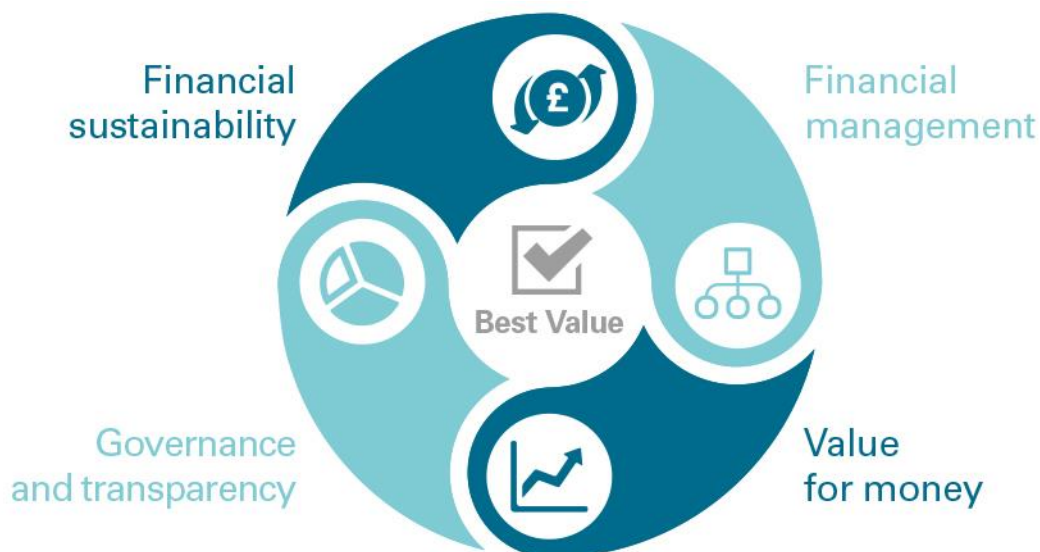 Financial
sustainability
£
Financial
management
Best Value
Governance
and transparency
Value
for money